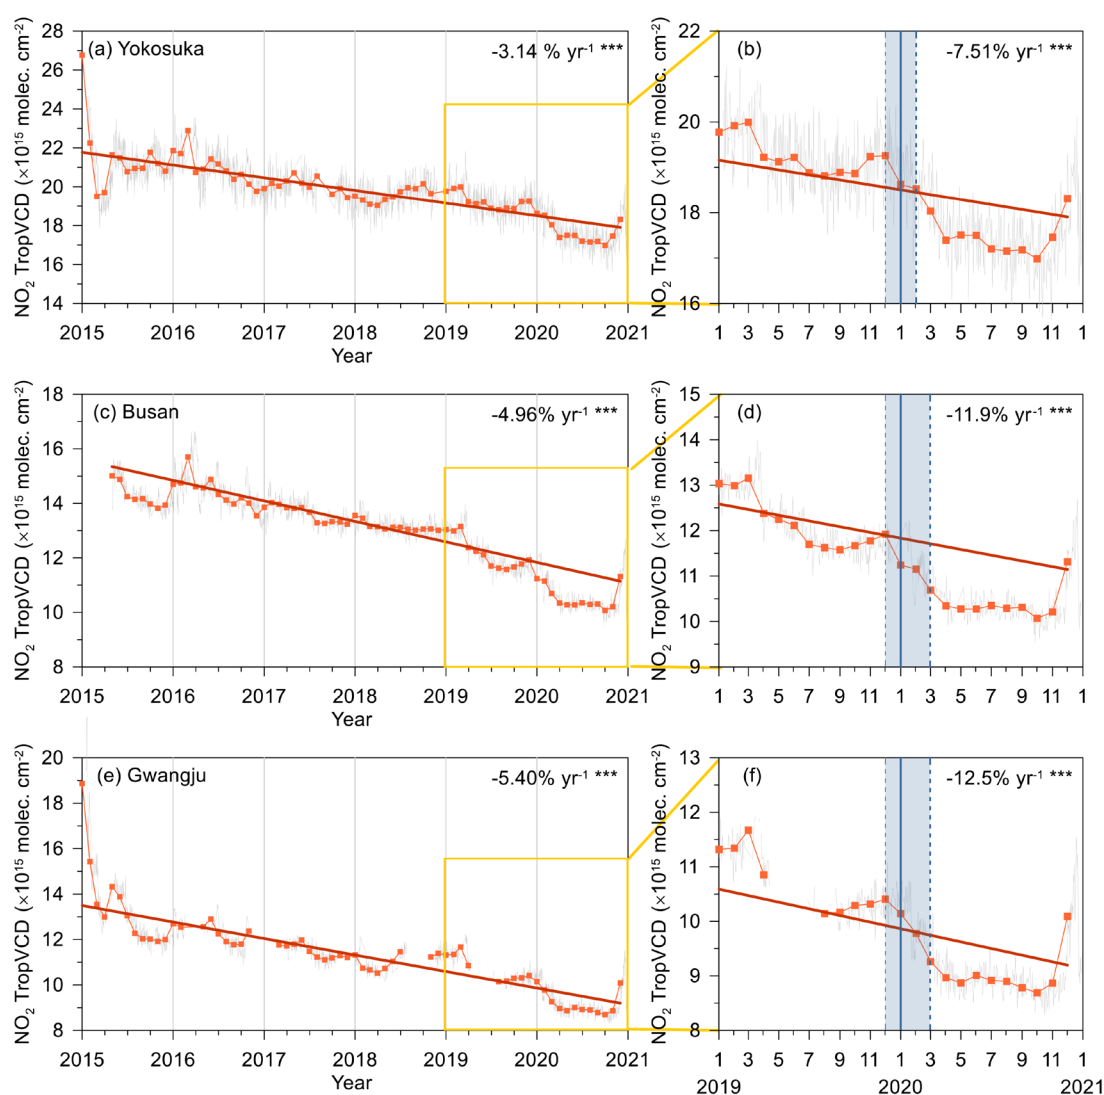 (a) Yokosuka
-3.14 % yr⁻¹ ***
NO₂ TropVCD (×10¹⁵ molec. cm⁻²)
28
26
24
22
20
18
16
14
2015 2016 2017 2018 2019 2020 2021
Year
(b)
-7.51% yr⁻¹ ***
NO₂ TropVCD (×10¹⁵ molec. cm⁻²)
22
20
18
16
1 3 5 7 9 11 1 3 5 7 9 11 1
(c) Busan
-4.96% yr⁻¹ ***
NO₂ TropVCD (×10¹⁵ molec. cm⁻²)
18
16
14
12
10
8
2015 2016 2017 2018 2019 2020 2021
Year
(d)
-11.9% yr⁻¹ ***
NO₂ TropVCD (×10¹⁵ molec. cm⁻²)
15
14
13
12
11
10
9
1 3 5 7 9 11 1 3 5 7 9 11 1
(e) Gwangju
-5.40% yr⁻¹ ***
NO₂ TropVCD (×10¹⁵ molec. cm⁻²)
20
18
16
14
12
10
8
2015 2016 2017 2018 2019 2020 2021
Year
(f)
-12.5% yr⁻¹ ***
NO₂ TropVCD (×10¹⁵ molec. cm⁻²)
13
12
11
10
9
8
1 3 5 7 9 11 1 3 5 7 9 11 1
2019 2020 2021